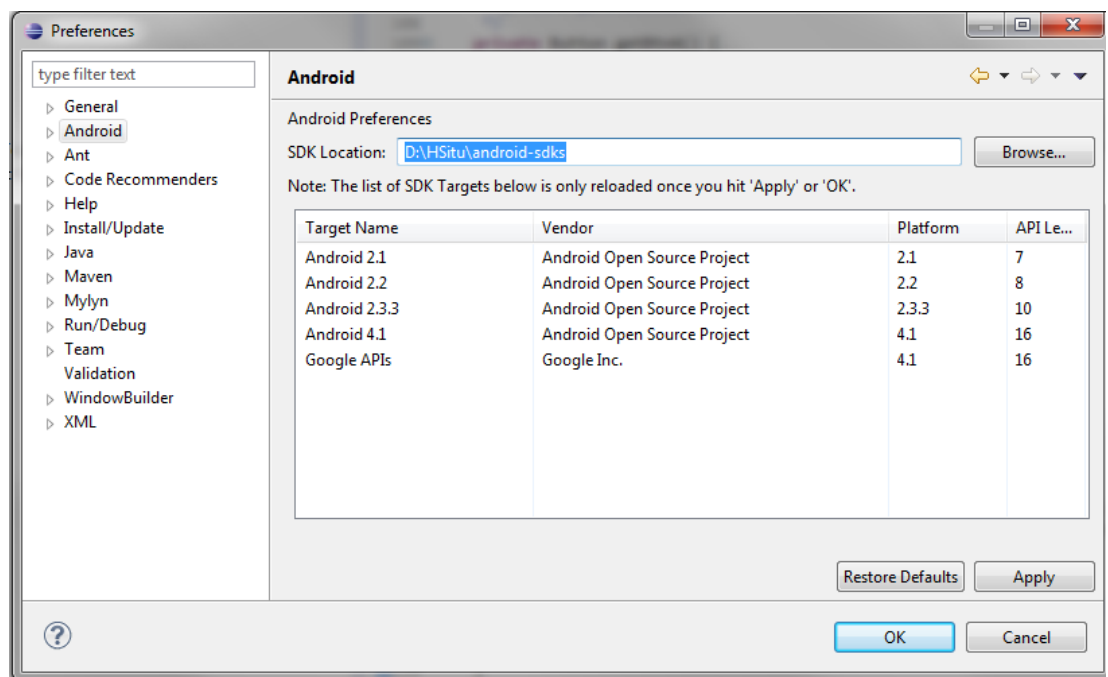 Preferences
type filter text
General
Android
Ant
Code Recommenders
Help
Install/Update
Java
Maven
Mylyn
Run/Debug
Team
Validation
WindowBuilder
XML
Android
Android Preferences
SDK Location: D:\HSitu\android-sdks Browse...
Note: The list of SDK Targets below is only reloaded once you hit 'Apply' or 'OK'.
Target Name Vendor Platform API Le...
Android 2.1 Android Open Source Project 2.1 7
Android 2.2 Android Open Source Project 2.2 8
Android 2.3.3 Android Open Source Project 2.3.3 10
Android 4.1 Android Open Source Project 4.1 16
Google APIs Google Inc. 4.1 16
Restore Defaults Apply
? OK Cancel